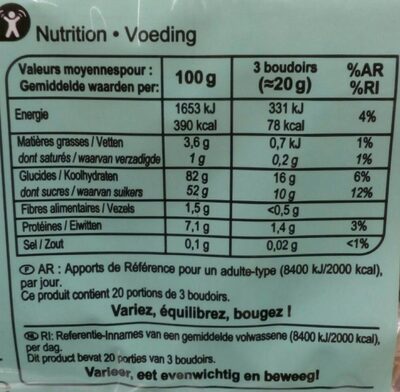 Nutrition • Voeding
Valeurs moyennespour : 100 g 3 boudoirs %AR
Gemiddelde waarden per: (≈20 g) %RI
Energie 1653 kJ 331 kJ 4%
390 kcal 78 kcal
Matières grasses / Vetten 3,6 g 0,7 kJ 1%
dont saturés / waarvan verzadigde 1 g 0,2 g 1%
Glucides / Koolhydraten 82 g 16 g 6%
dont sucres / waarvan suikers 52 g 10 g 12%
Fibres alimentaires / Vezels 1,5 g <0,5 g
Protéines / Eiwitten 7,1 g 1,4 g 3%
Sel / Zout 0,1 g 0,02 g <1%
F AR : Apports de Référence pour un adulte-type (8400 kJ/2000 kcal),
par jour.
Ce produit contient 20 portions de 3 boudoirs.
Variez, équilibrez, bougez !
RI: Referentie-Innames van een gemiddelde volwassene (8400 kJ/2000 kcal),
per dag.
Dit product bevat 20 porties van 3 boudoirs.
Varieer, eet evenwichtig en beweeg!